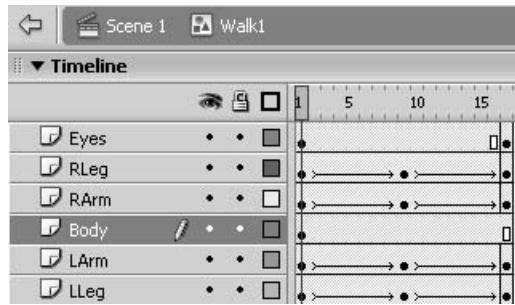 Scene 1 Walk1
Timeline
1 5 10 15
Eyes
RLeg
RArm
Body
LArm
LLeg